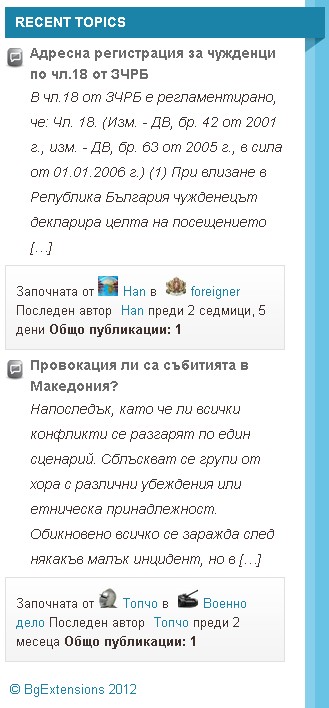 RECENT TOPICS
Адресна регистрация за чужденци
по чл.18 от ЗЧРБ
В чл.18 от ЗЧРБ е регламентирано,
че: Чл. 18. (Изм. - ДВ, бр. 42 от 2001
г., изм. - ДВ, бр. 63 от 2005 г., в сила
от 01.01.2006 г.) (1) При влизане в
Република България чужденецът
декларира целта на посещението
[…]
Започната от Han в foreigner
Последен автор Han преди 2 седмици, 5
дени Общо публикации: 1
Провокация ли са събитията в
Македония?
Напоследък, като че ли всички
конфликти се разгарят по един
сценарий. Сблъскват се групи от
хора с различни убеждения или
етническа принадлежност.
Обикновено всичко се заражда след
някакъв малък инцидент, но в […]
Започната от Топчо в Военно
дело Последен автор Топчо преди 2
месеца Общо публикации: 1
© BgExtensions 2012